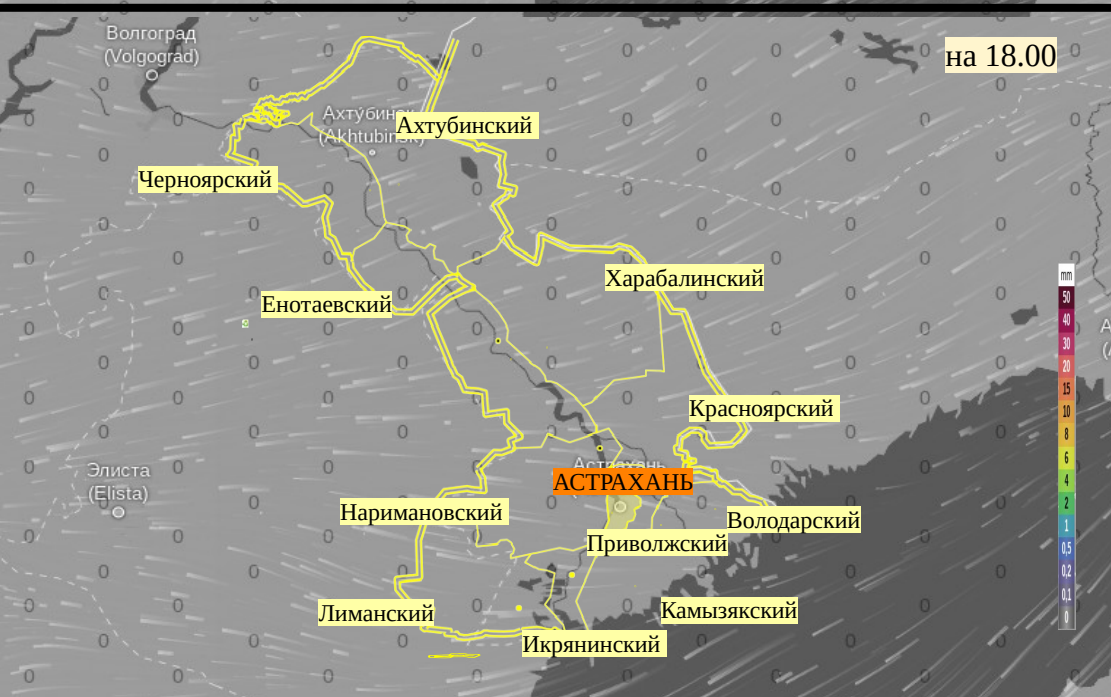 Волгоград
(Volgograd)
на 18.00
Ахтубинский
(Akhtubinsk)
Черноярский
Харабалинский
Енотаевский
mm
50
40
30
20
15
10
8
6
4
2
1
0,5
0,2
0,1
0
Красноярский
Элиста
(Elista)
Астрахань
АСТРАХАНЬ
Наримановский
Володарский
Приволжский
Лиманский
Камызякский
Икрянинский